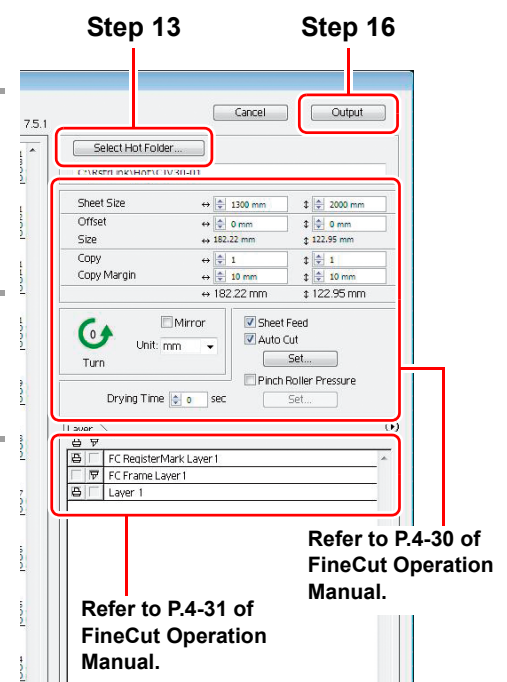 Step 13 Step 16
7.5.1
Cancel Output
Select Hot Folder...
Sheet Size 1300 mm 2000 mm
Offset 0 mm 0 mm
Size 182.22 mm 122.95 mm
Copy 1 1
Copy Margin 10 mm 10 mm
182.22 mm 122.95 mm
0
Turn
Mirror
Unit: mm
Sheet Feed
Auto Cut
Set...
Pinch Roller Pressure
Set...
Drying Time 0 sec
Layer
FC RegisterMark Layer1
FC Frame Layer1
Layer 1
Refer to P.4-30 of
FineCut Operation
Manual.
Refer to P.4-31 of
FineCut Operation
Manual.